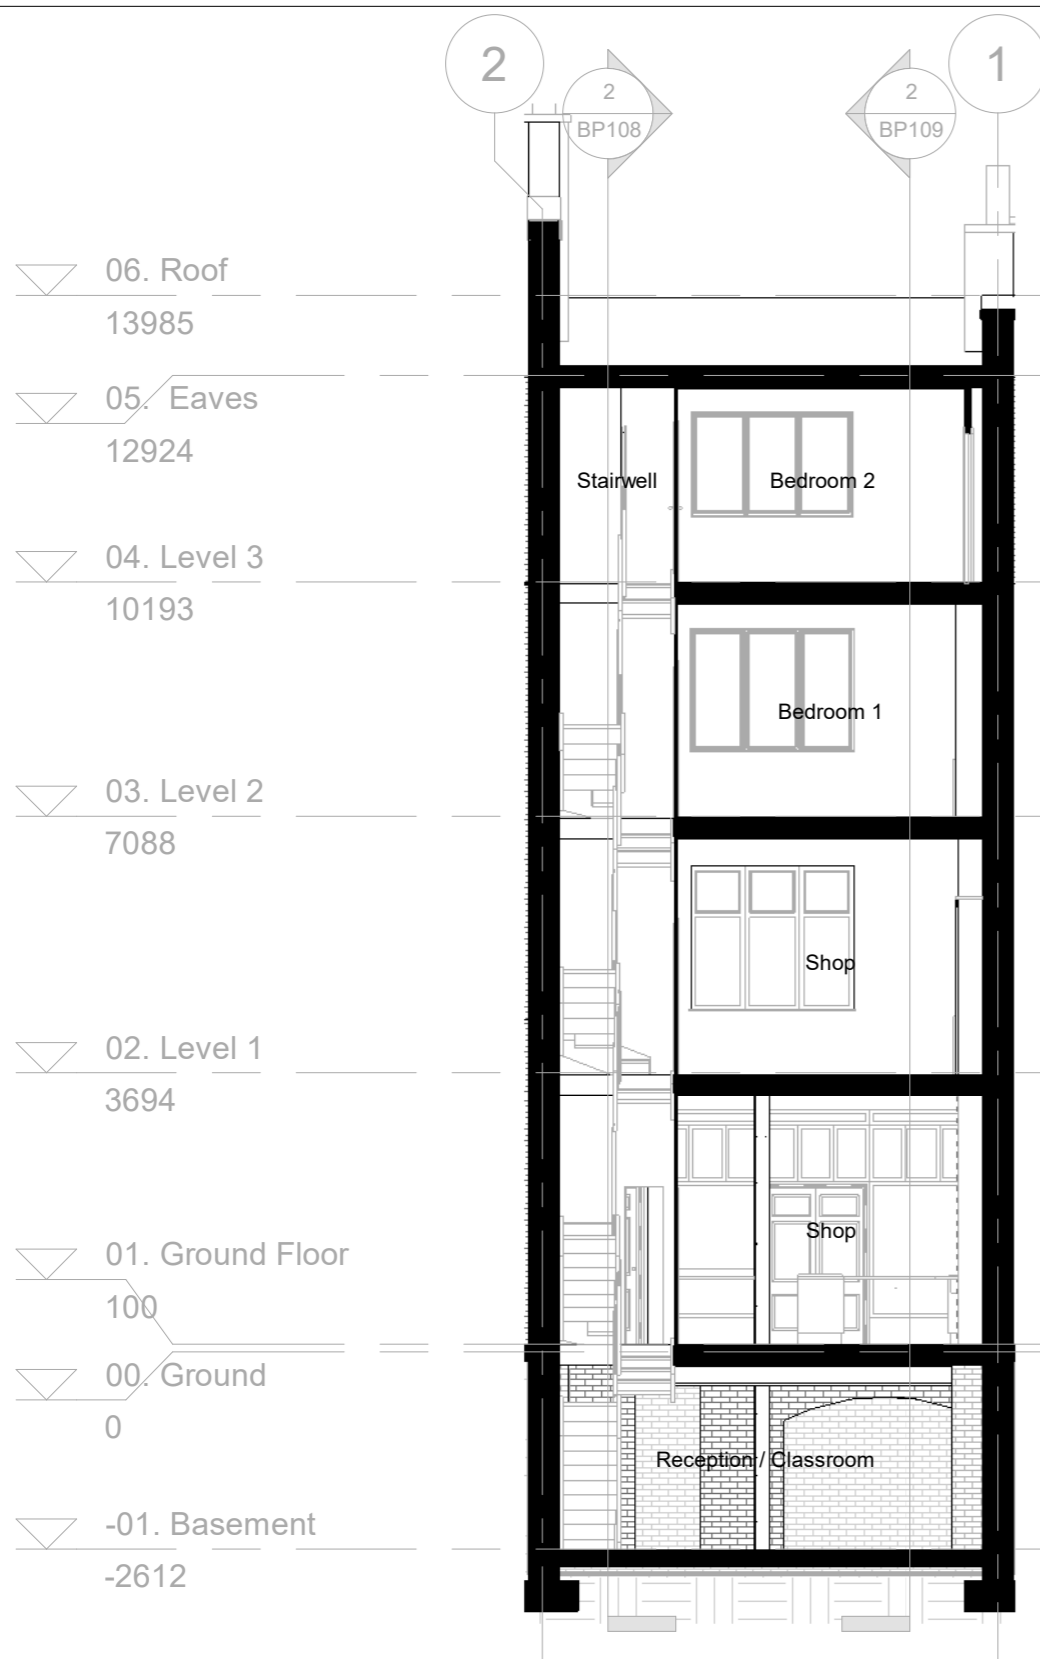 2
1
2
BP108
2
BP109
06. Roof
13985
05. Eaves
12924
Stairwell
Bedroom 2
04. Level 3
10193
Bedroom 1
03. Level 2
7088
Shop
02. Level 1
3694
Shop
01. Ground Floor
100
00. Ground
0
Reception / Classroom
-01. Basement
-2612